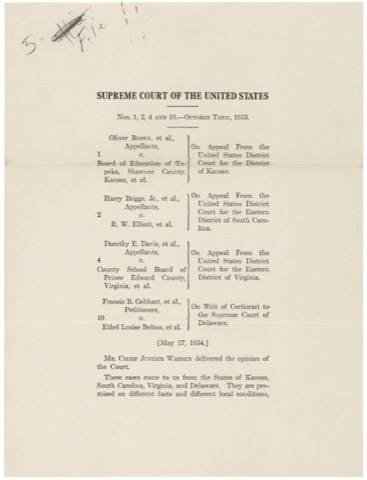 5-
File
SUPREME COURT OF THE UNITED STATES
Nos. 1, 2, 4 AND 10.—OCTOBER TERM, 1953.
Oliver Brown, et al.,
Appellants,
1 v.
Board of Education of To-
peka, Shawnee County,
Kansas, et al.
On Appeal From the
United States District
Court for the District
of Kansas.
Harry Briggs, Jr., et al.,
Appellants,
2 v.
R. W. Elliott, et al.
On Appeal From the
United States District
Court for the Eastern
District of South Caro-
lina.
Dorothy E. Davis, et al.,
Appellants,
4 v.
County School Board of
Prince Edward County,
Virginia, et al.
On Appeal From the
United States District
Court for the Eastern
District of Virginia.
Francis B. Gebhart, et al.,
Petitioners,
10 v.
Ethel Louise Belton, et al.
On Writ of Certiorari to
the Supreme Court of
Delaware.
[May 17, 1954.]
MR. CHIEF JUSTICE WARREN delivered the opinion of
the Court.
These cases come to us from the States of Kansas,
South Carolina, Virginia, and Delaware. They are pre-
mised on different facts and different local conditions,